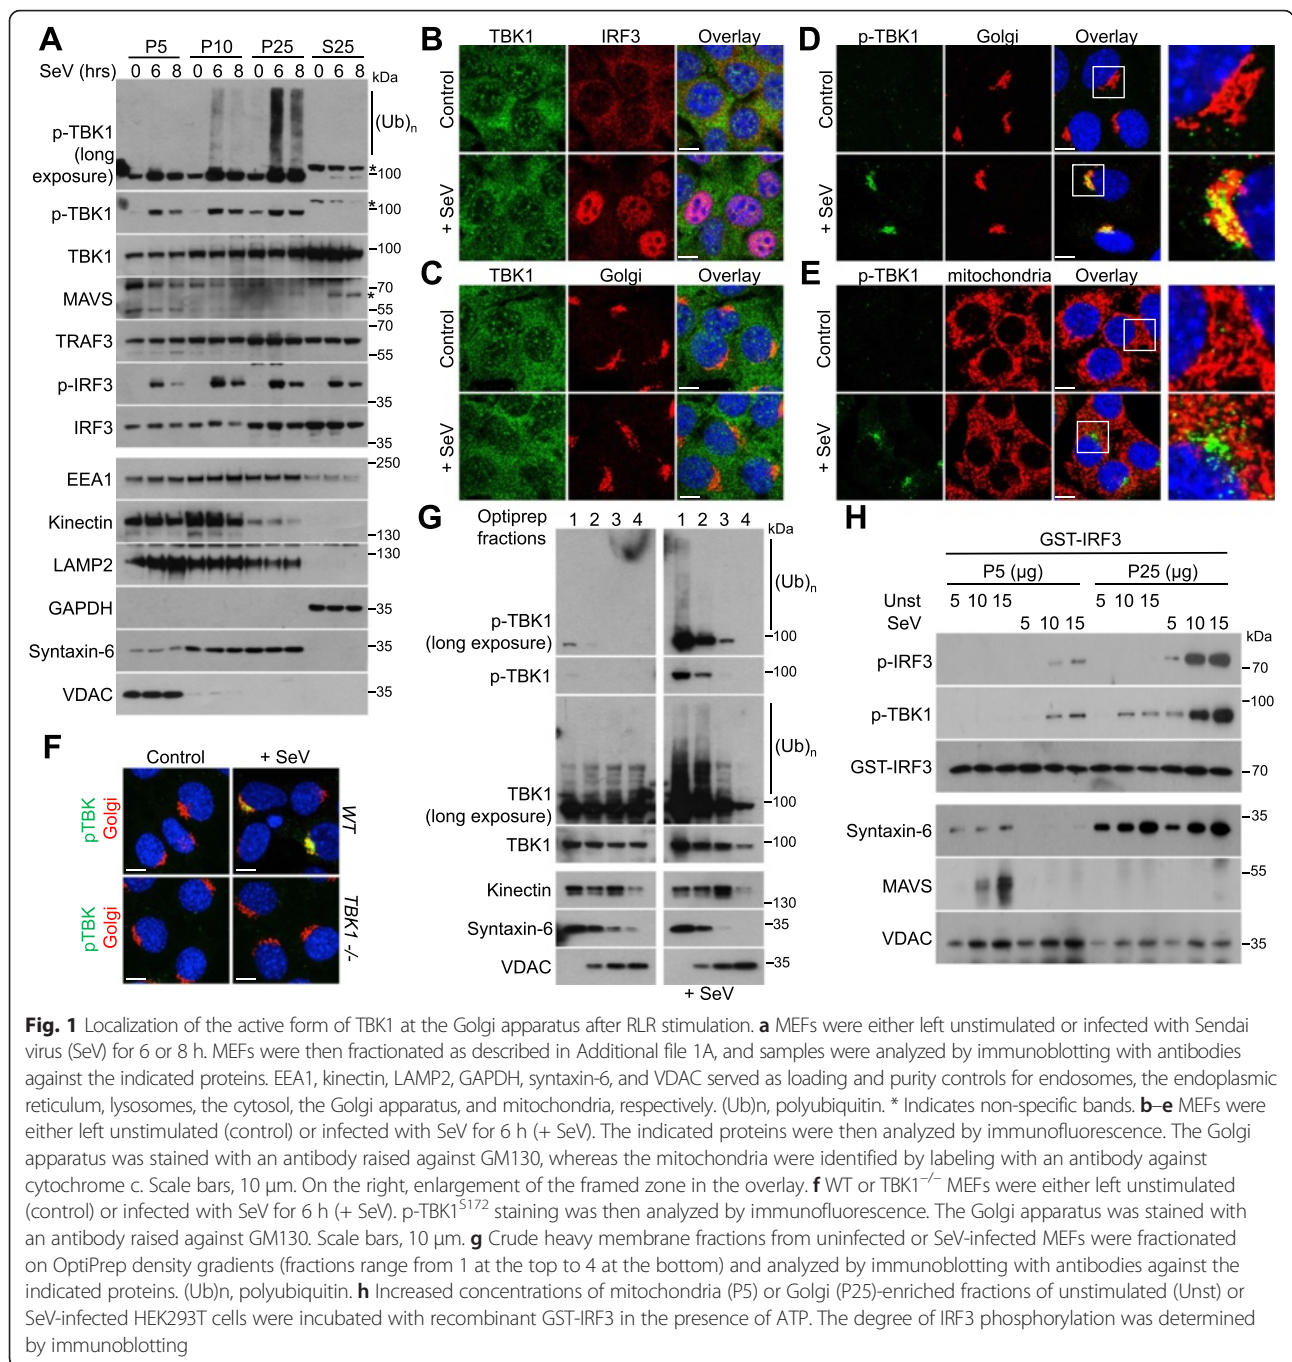 A
P5 P10 P25 S25
SeV (hrs) 0 6 8 0 6 8 0 6 8 0 6 8 kDa
p-TBK1 (long exposure) (Ub)n * –100
p-TBK1 * –100
TBK1 –100
MAVS –70 * –55
TRAF3 –70 –55
p-IRF3 –35
IRF3 –35
EEA1 –250
Kinectin –130
LAMP2 –130
GAPDH –35
Syntaxin-6 –35
VDAC –35
B
TBK1 IRF3 Overlay
Control
+ SeV
C
TBK1 Golgi Overlay
Control
+ SeV
D
p-TBK1 Golgi Overlay
Control
+ SeV
E
p-TBK1 mitochondria Overlay
Control
+ SeV
F
Control + SeV
pTBK Golgi WT
pTBK Golgi TBK1 -/-
G
Optiprep fractions 1 2 3 4 1 2 3 4 kDa
p-TBK1 (long exposure) (Ub)n –100
p-TBK1 –100
TBK1 (long exposure) (Ub)n –100
TBK1 –100
Kinectin –130
Syntaxin-6 –35
VDAC –35
+ SeV
H
GST-IRF3
P5 (µg) P25 (µg)
Unst 5 10 15 5 10 15
SeV 5 10 15 5 10 15 kDa
p-IRF3 –70
p-TBK1 –100
GST-IRF3 –70
Syntaxin-6 –35
MAVS –55
VDAC –35
Fig. 1 Localization of the active form of TBK1 at the Golgi apparatus after RLR stimulation. a MEFs were either left unstimulated or infected with Sendai
virus (SeV) for 6 or 8 h. MEFs were then fractionated as described in Additional file 1A, and samples were analyzed by immunoblotting with antibodies
against the indicated proteins. EEA1, kinectin, LAMP2, GAPDH, syntaxin-6, and VDAC served as loading and purity controls for endosomes, the endoplasmic
reticulum, lysosomes, the cytosol, the Golgi apparatus, and mitochondria, respectively. (Ub)n, polyubiquitin. * Indicates non-specific bands. b–e MEFs were
either left unstimulated (control) or infected with SeV for 6 h (+ SeV). The indicated proteins were then analyzed by immunofluorescence. The Golgi
apparatus was stained with an antibody raised against GM130, whereas the mitochondria were identified by labeling with an antibody against
cytochrome c. Scale bars, 10 µm. On the right, enlargement of the framed zone in the overlay. f WT or TBK1−/− MEFs were either left unstimulated
(control) or infected with SeV for 6 h (+ SeV). p-TBK1S172 staining was then analyzed by immunofluorescence. The Golgi apparatus was stained with
an antibody raised against GM130. Scale bars, 10 µm. g Crude heavy membrane fractions from uninfected or SeV-infected MEFs were fractionated
on OptiPrep density gradients (fractions range from 1 at the top to 4 at the bottom) and analyzed by immunoblotting with antibodies against the
indicated proteins. (Ub)n, polyubiquitin. h Increased concentrations of mitochondria (P5) or Golgi (P25)-enriched fractions of unstimulated (Unst) or
SeV-infected HEK293T cells were incubated with recombinant GST-IRF3 in the presence of ATP. The degree of IRF3 phosphorylation was determined
by immunoblotting